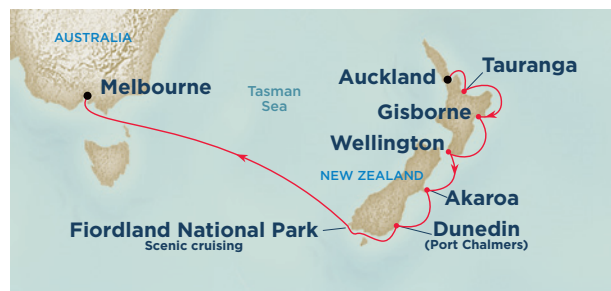 AUSTRALIA
Melbourne
Tasman
Sea
Auckland
Tauranga
Gisborne
Wellington
NEW ZEALAND
Akaroa
Fiordland National Park
Scenic cruising
Dunedin
(Port Chalmers)